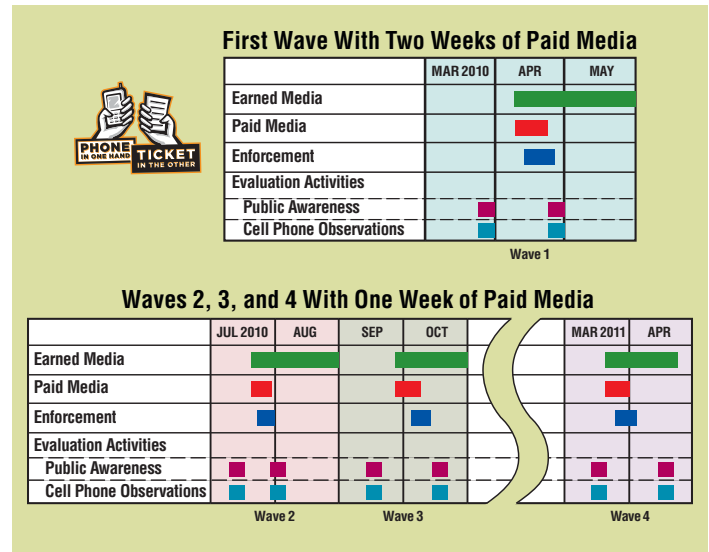 First Wave With Two Weeks of Paid Media
MAR 2010 APR MAY
Earned Media
Paid Media
Enforcement
Evaluation Activities
Public Awareness
Cell Phone Observations
Wave 1
PHONE
IN ONE HAND
TICKET
IN THE OTHER
Waves 2, 3, and 4 With One Week of Paid Media
JUL 2010 AUG SEP OCT MAR 2011 APR
Earned Media
Paid Media
Enforcement
Evaluation Activities
Public Awareness
Cell Phone Observations
Wave 2 Wave 3 Wave 4